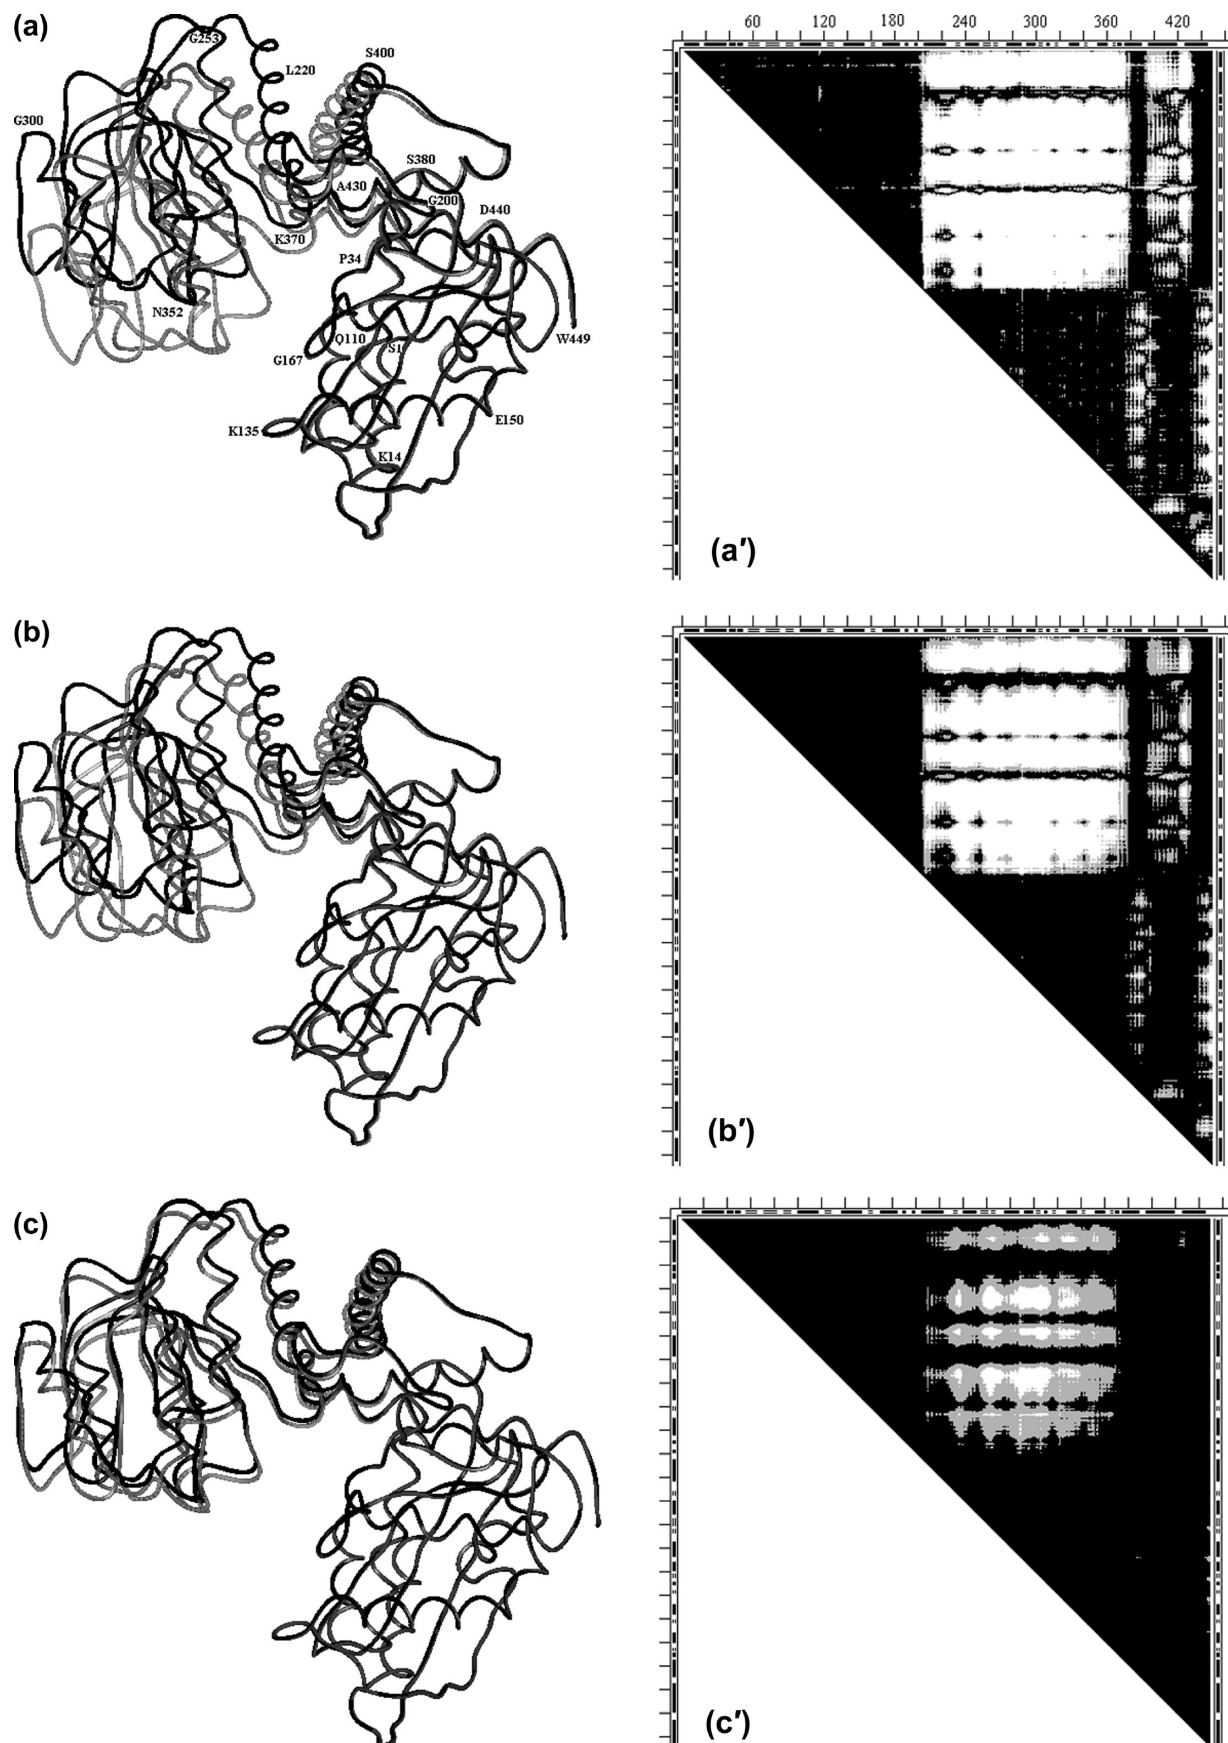 (a)
G253
S400
L220
G300
S380
A430
G200
D440
K370
P34
N352
Q110
S1
W449
G167
K135
E150
K14
60 120 180 240 300 360 420
(a′)
(b)
(b′)
(c)
(c′)